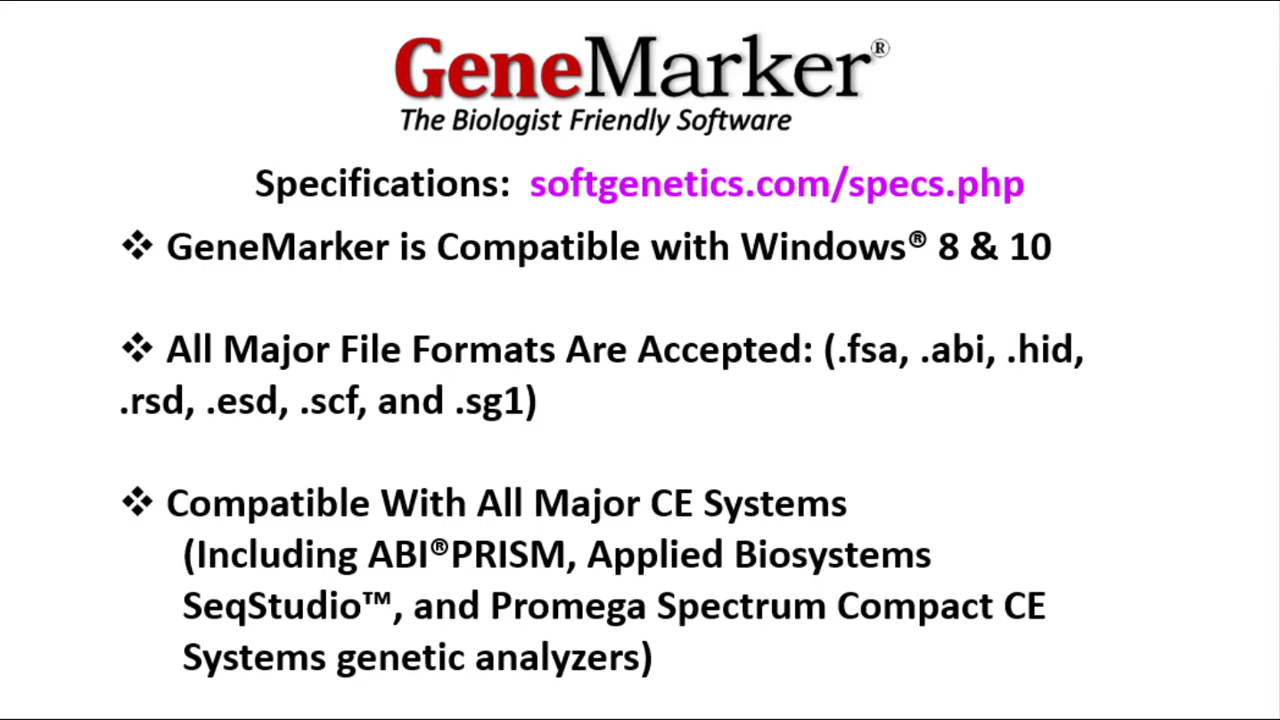 GeneMarker®
The Biologist Friendly Software
Specifications: softgenetics.com/specs.php
❖ GeneMarker is Compatible with Windows® 8 & 10
❖ All Major File Formats Are Accepted: (.fsa, .abi, .hid,
.rsd, .esd, .scf, and .sg1)
❖ Compatible With All Major CE Systems
(Including ABI®PRISM, Applied Biosystems
SeqStudio™, and Promega Spectrum Compact CE
Systems genetic analyzers)